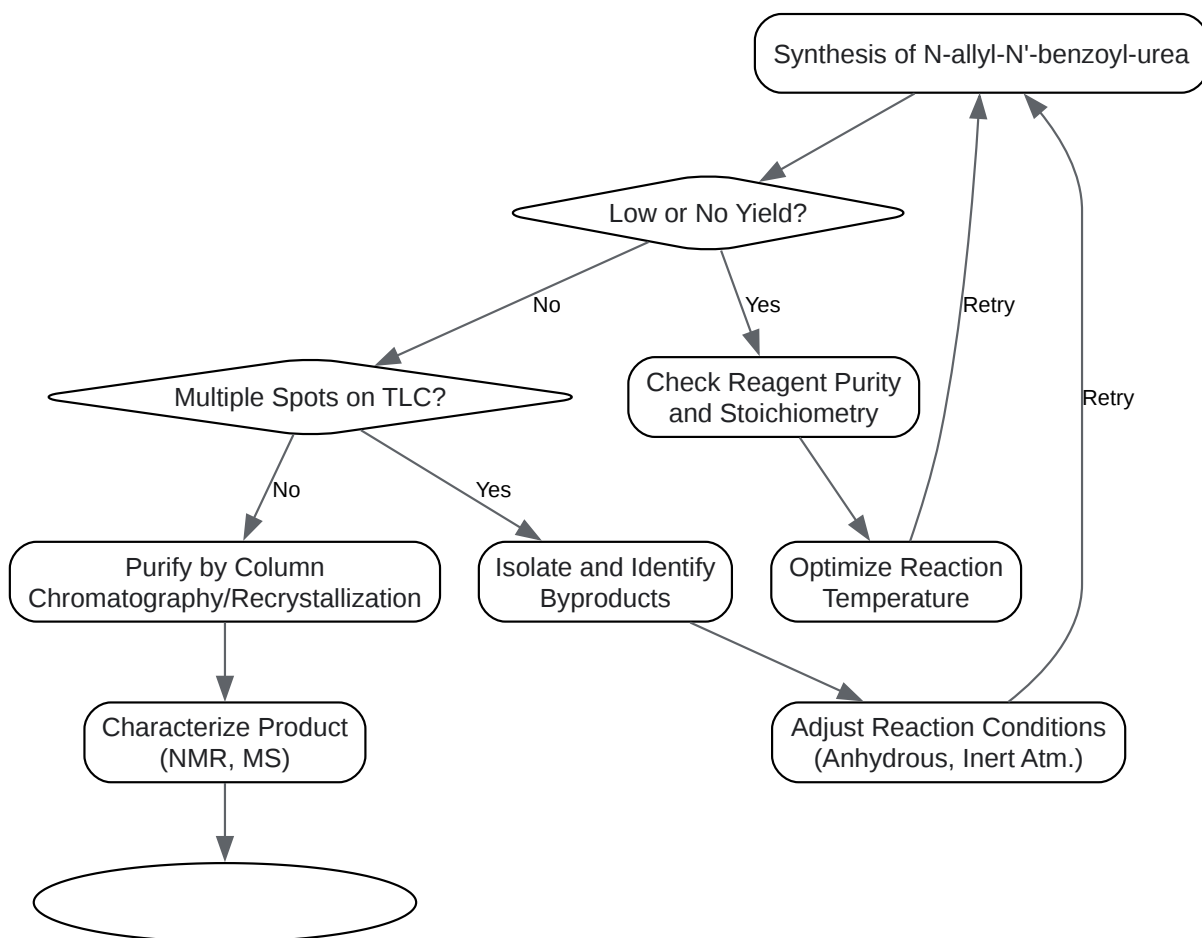 Synthesis of N-allyl-N'-benzoyl-urea
Low or No Yield?
No
Yes
Retry
Multiple Spots on TLC?
Check Reagent Purity
and Stoichiometry
Retry
No
Yes
Purify by Column
Chromatography/Recrystallization
Isolate and Identify
Byproducts
Optimize Reaction
Temperature
Characterize Product
(NMR, MS)
Adjust Reaction Conditions
(Anhydrous, Inert Atm.)